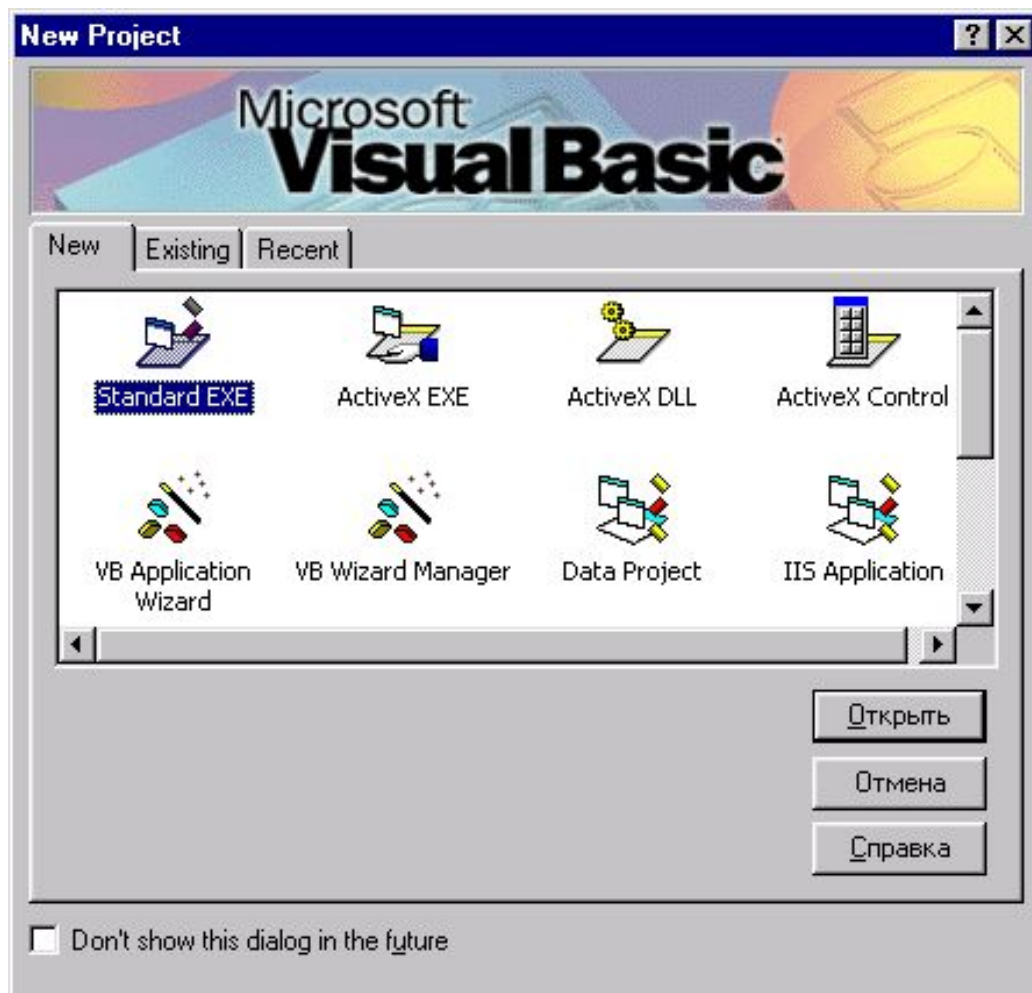 New Project
Microsoft
Visual Basic
New
Existing
Recent
Standard EXE
ActiveX EXE
ActiveX DLL
ActiveX Control
VB Application
Wizard
VB Wizard Manager
Data Project
IIS Application
Открыть
Отмена
Справка
Don't show this dialog in the future